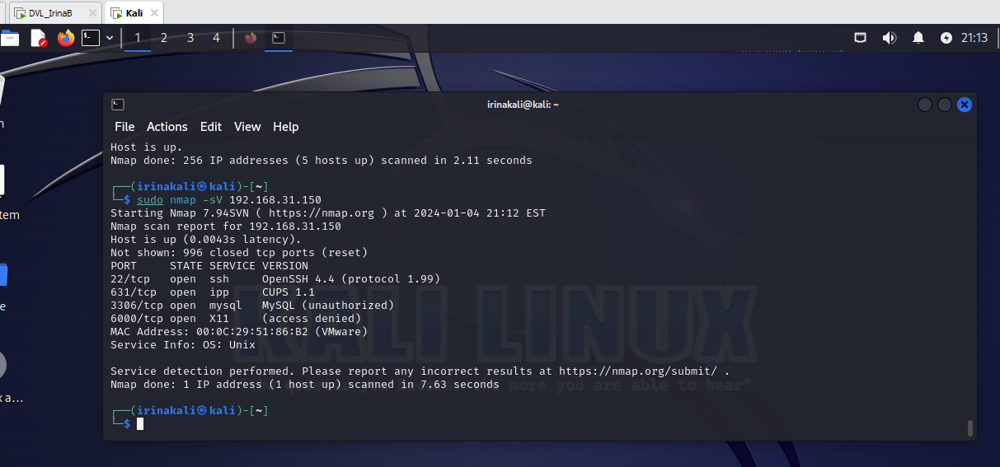 DVL_IrinaB
Kali
1 2 3 4
21:13
irinakali@kali: ~
File Actions Edit View Help
Host is up.
Nmap done: 256 IP addresses (5 hosts up) scanned in 2.11 seconds
┌──(irinakali㉿kali)-[~]
└─$ sudo nmap -sV 192.168.31.150
Starting Nmap 7.94SVN ( https://nmap.org ) at 2024-01-04 21:12 EST
Nmap scan report for 192.168.31.150
Host is up (0.0043s latency).
Not shown: 996 closed tcp ports (reset)
PORT     STATE SERVICE VERSION
22/tcp   open  ssh     OpenSSH 4.4 (protocol 1.99)
631/tcp  open  ipp     CUPS 1.1
3306/tcp open  mysql   MySQL (unauthorized)
6000/tcp open  X11     (access denied)
MAC Address: 00:0C:29:51:86:B2 (VMware)
Service Info: OS: Unix
Service detection performed. Please report any incorrect results at https://nmap.org/submit/ .
Nmap done: 1 IP address (1 host up) scanned in 7.63 seconds
┌──(irinakali㉿kali)-[~]
└─$
KALI LINUX
more you are able to hear"